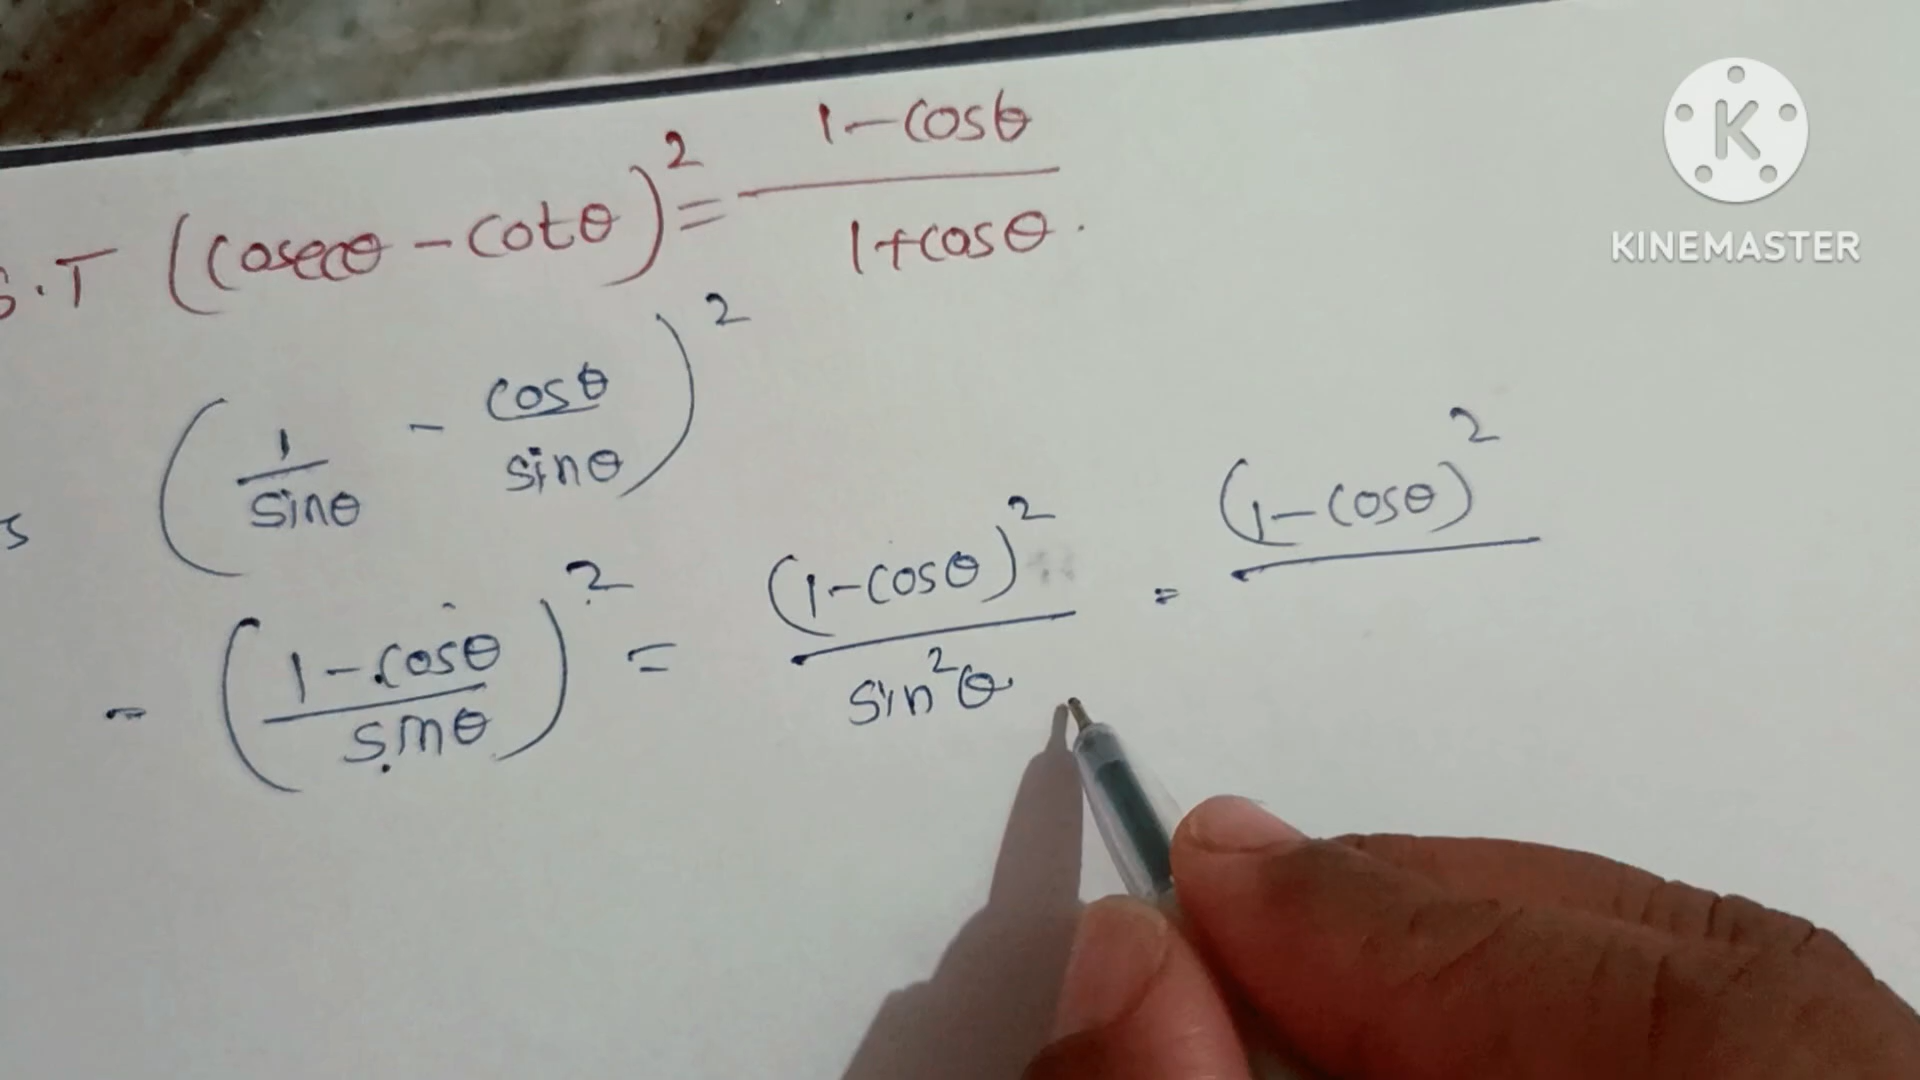 S.T (cosecθ - cotθ)² = 1-cosθ / 1+cosθ.
(1/sinθ - cosθ/sinθ)²
= (1-cosθ / sinθ)² = (1-cosθ)² / sin²θ = (1-cosθ)² /
KINEMASTER